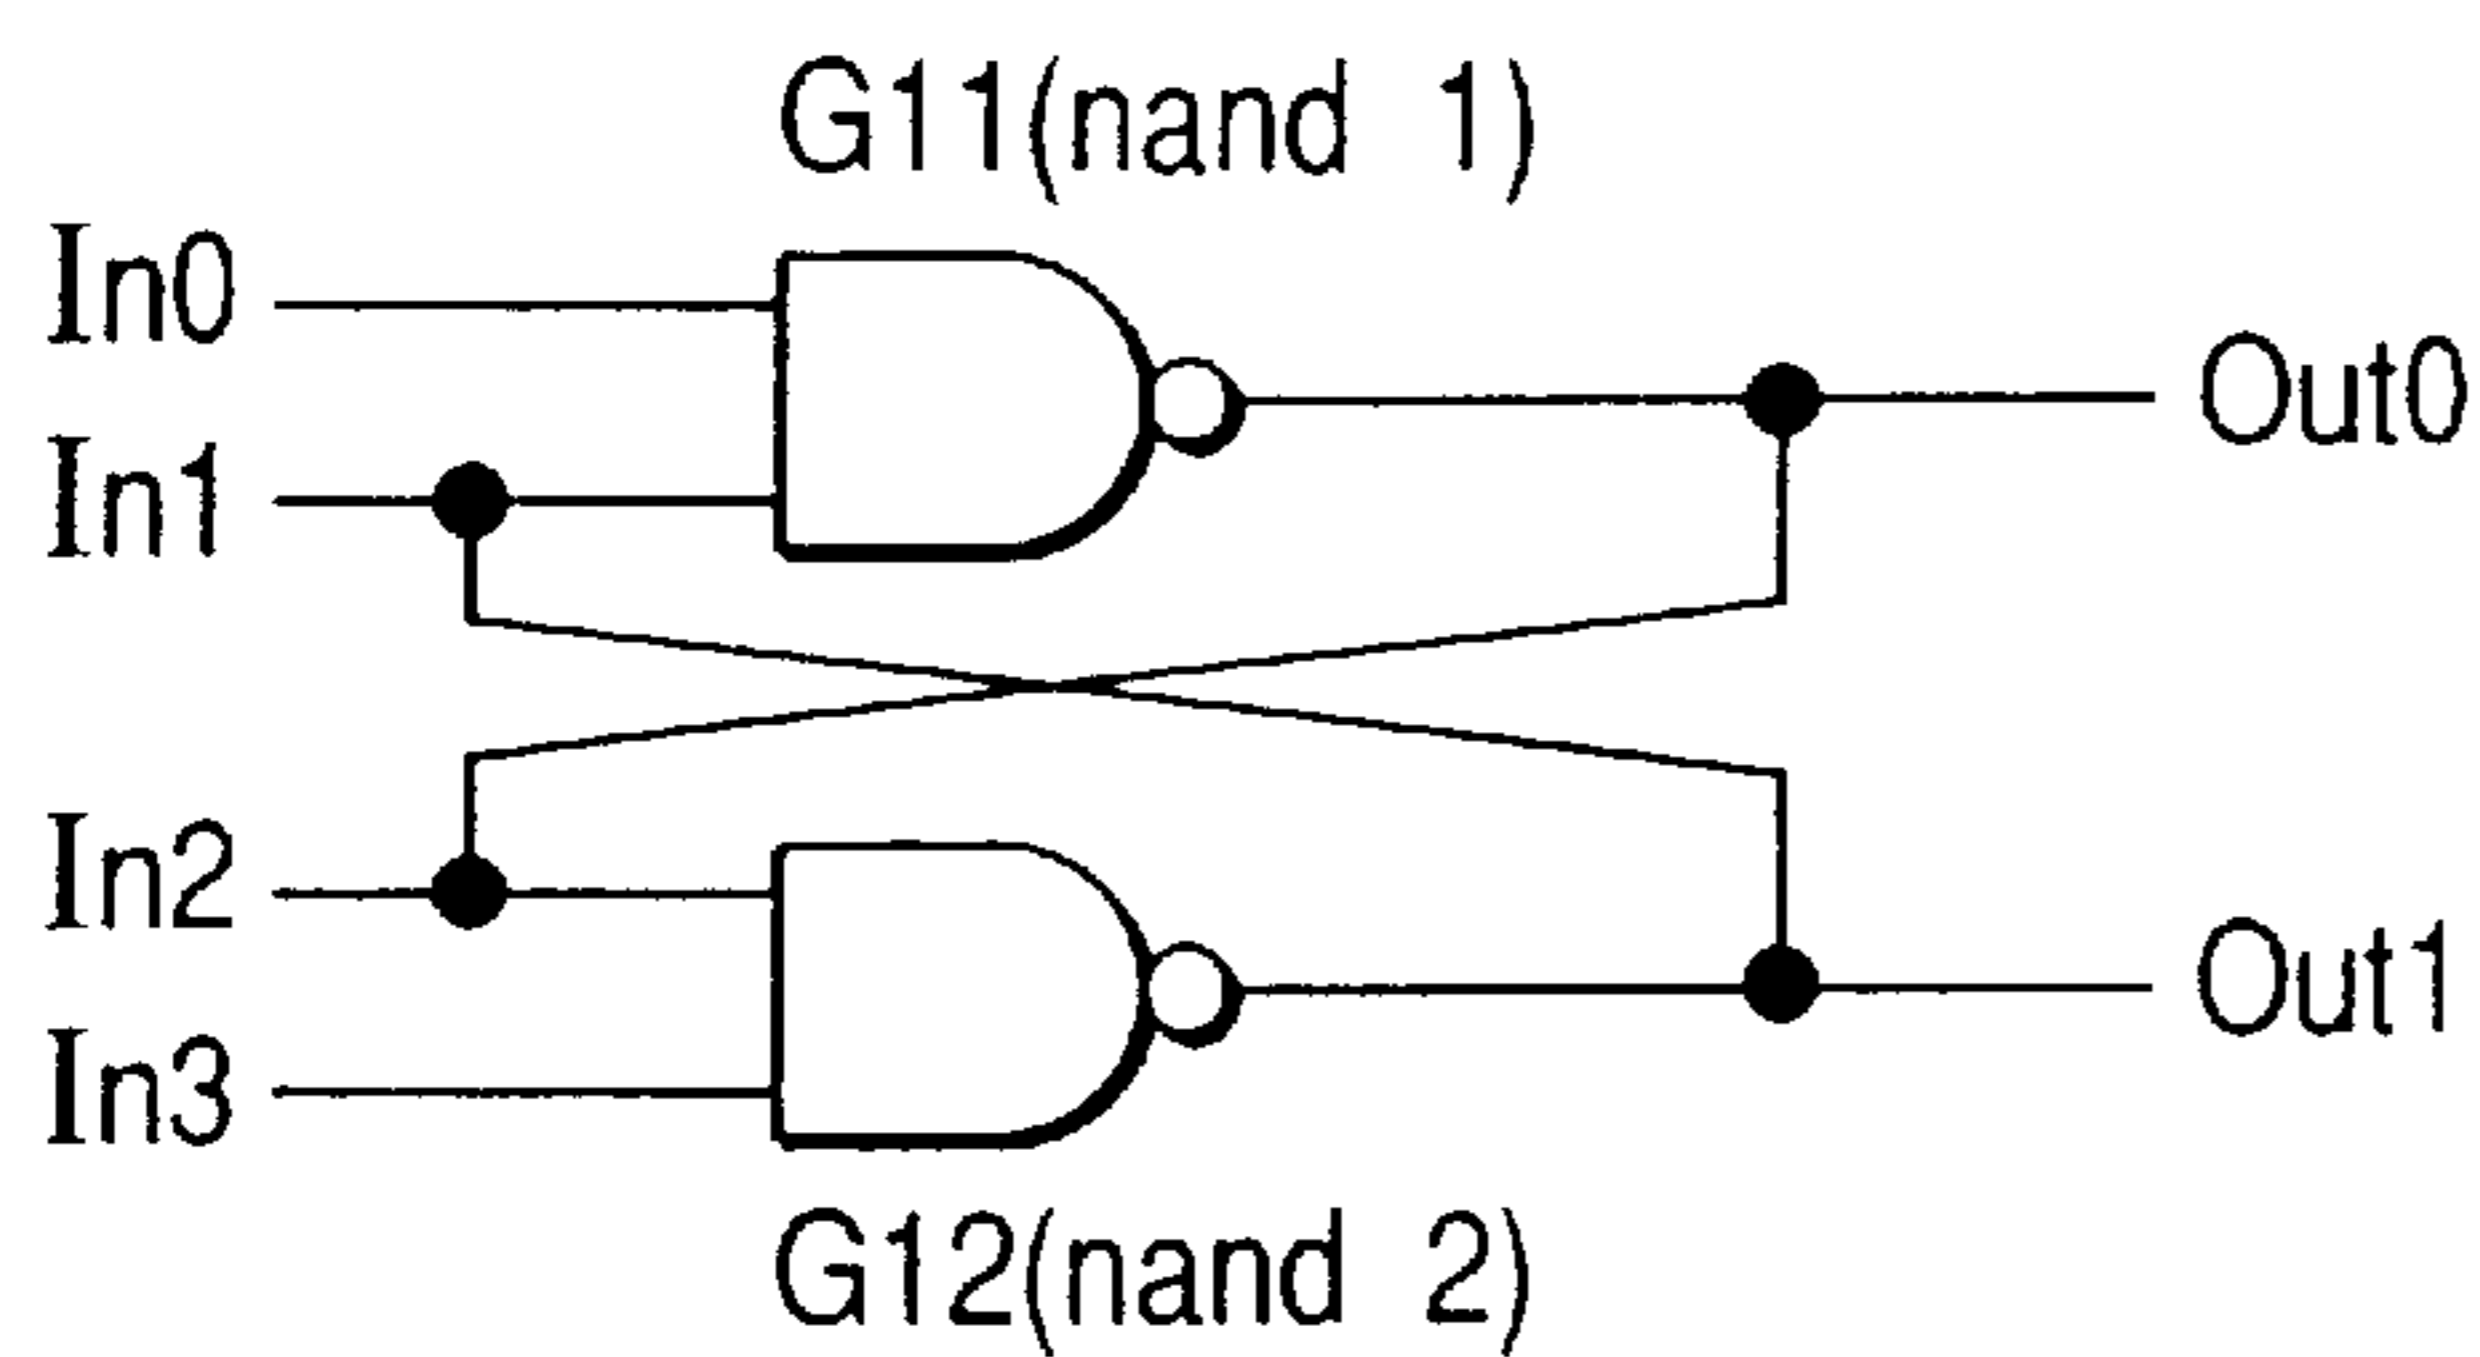 G11(nand 1)
In0
Out0
In1
In2
Out1
In3
G12(nand 2)